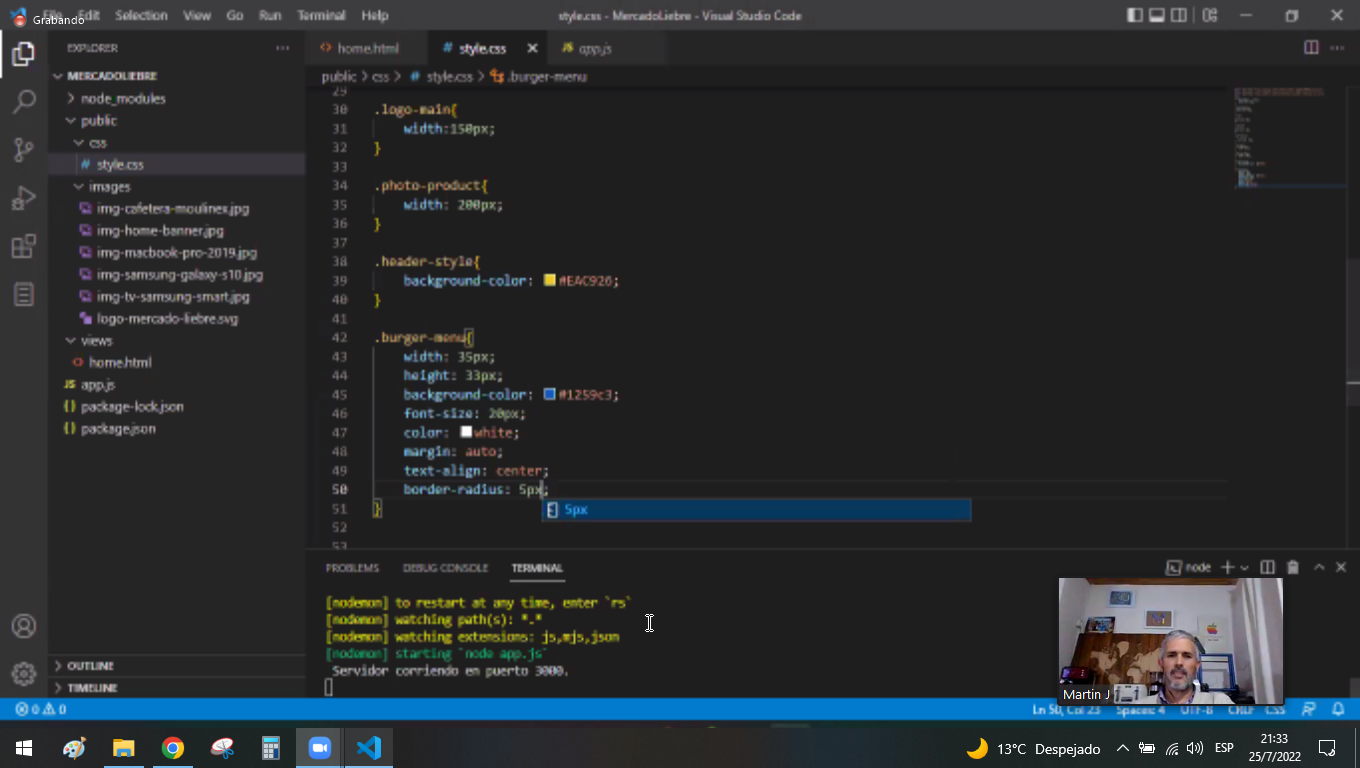 Grabando
Edit Selection View Go Run Terminal Help
style.css - MercadoLiebre - Visual Studio Code
EXPLORER
MERCADOLIEBRE
node_modules
public
css
# style.css
images
img-cafetera-moulinex.jpg
img-home-banner.jpg
img-macbook-pro-2019.jpg
img-samsung-galaxy-s10.jpg
img-tv-samsung-smart.jpg
logo-mercado-liebre.svg
views
home.html
JS app.js
{} package-lock.json
{} package.json
OUTLINE
TIMELINE
home.html
# style.css
JS app.js
public > css > # style.css > .burger-menu
29
30 .logo-main{
31 width:150px;
32 }
33
34 .photo-product{
35 width: 200px;
36 }
37
38 .header-style{
39 background-color: #EAC926;
40 }
41
42 .burger-menu{
43 width: 35px;
44 height: 33px;
45 background-color: #1259c3;
46 font-size: 20px;
47 color: white;
48 margin: auto;
49 text-align: center;
50 border-radius: 5px;
5px
51 }
52
53
PROBLEMS DEBUG CONSOLE TERMINAL
node
[nodemon] to restart at any time, enter `rs`
[nodemon] watching path(s): *.*
[nodemon] watching extensions: js,mjs,json
[nodemon] starting `node app.js`
Servidor corriendo en puerto 3000.
Martin J
0 0
Ln 50, Col 23 Spaces: 4 UTF-8 CRLF CSS
13°C Despejado
ESP
21:33
25/7/2022